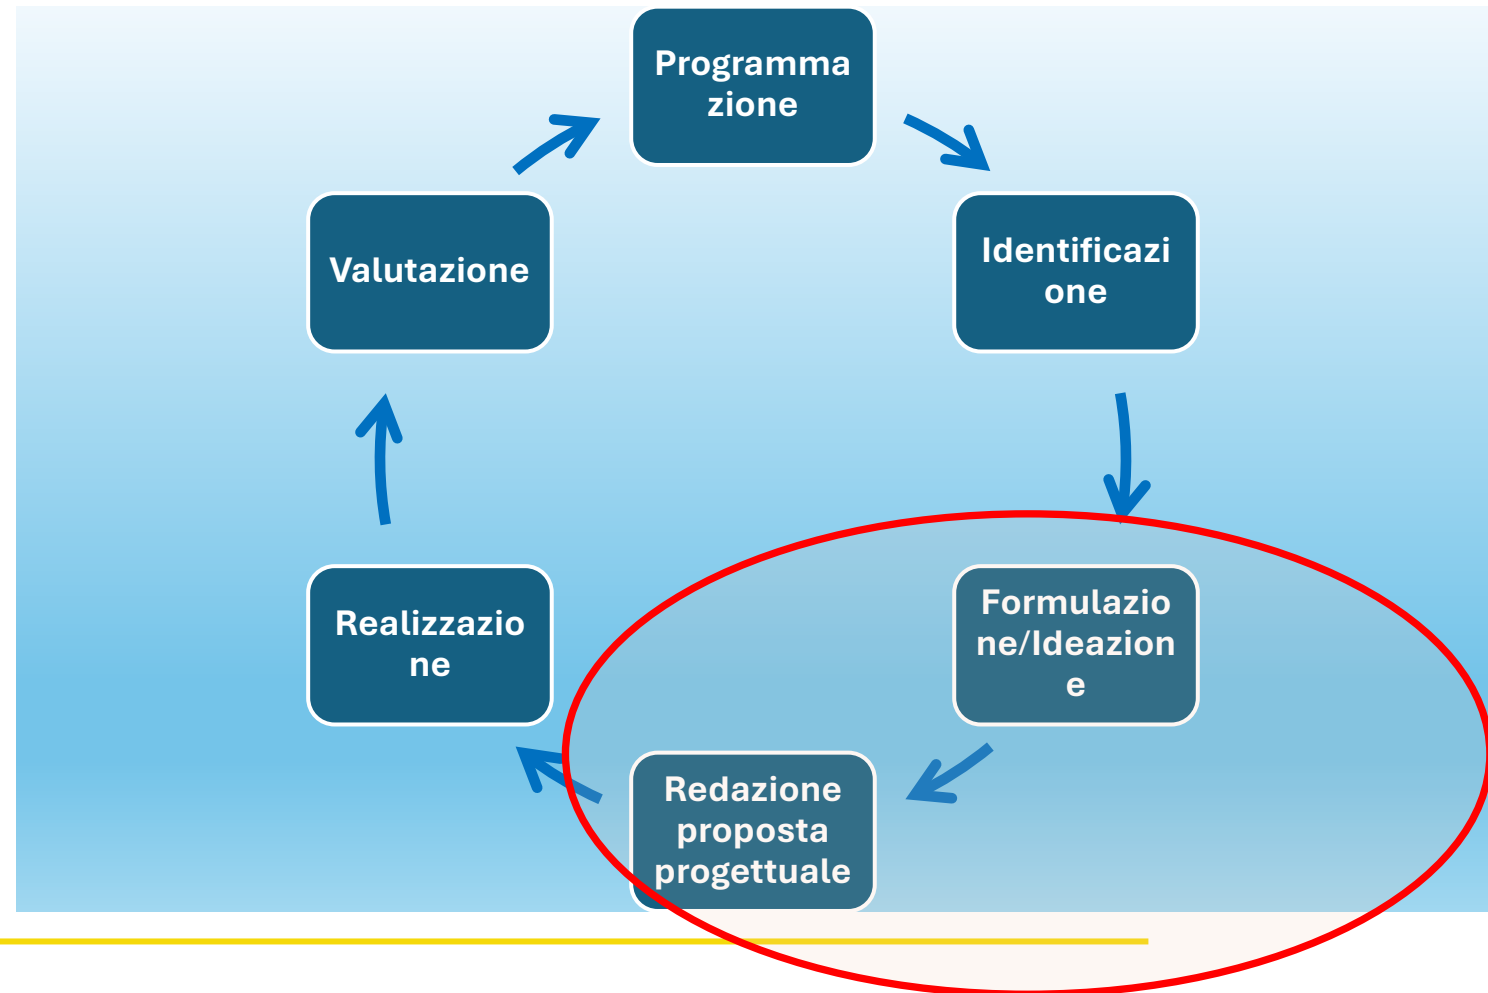 Programma
zione
Identificazi
one
Formulazio
ne/Ideazion
e
Redazione
proposta
progettuale
Realizzazio
ne
Valutazione